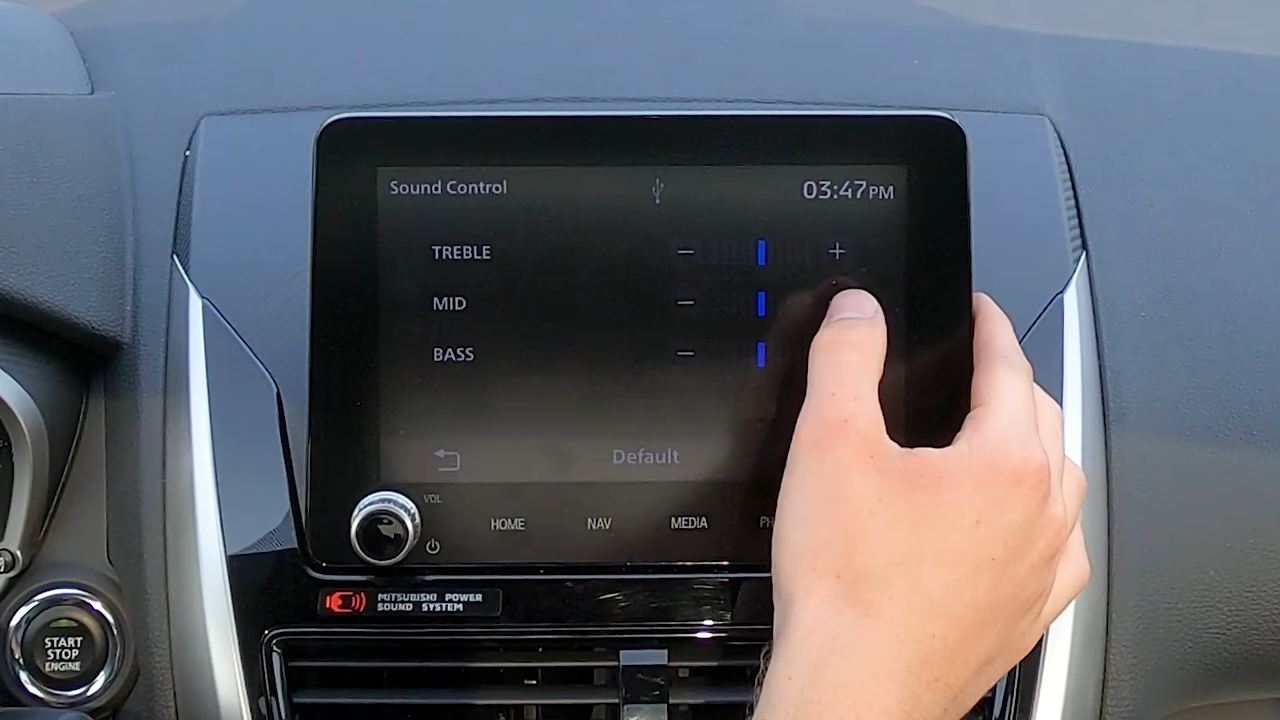 Sound Control 03:47PM
TREBLE − +
MID −
BASS −
Default
VOL
HOME NAV MEDIA PH
MITSUBISHI POWER
SOUND SYSTEM
START
STOP
ENGINE